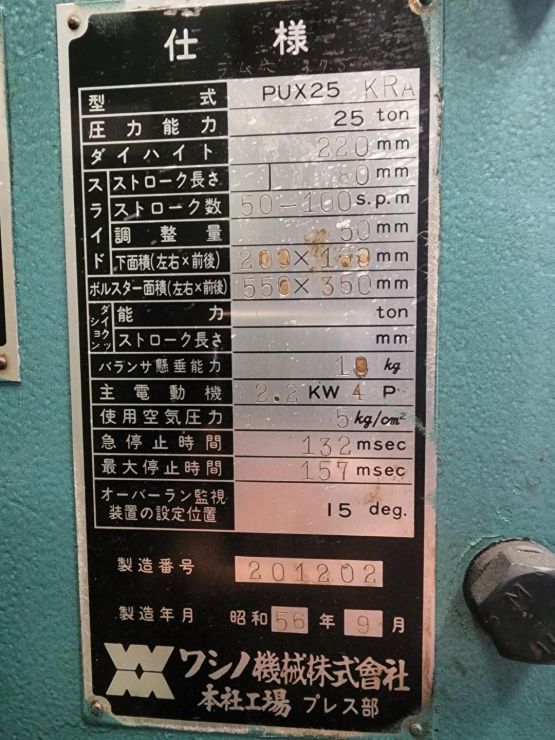 仕様
型式 PUX25 KRA
圧力能力 25 ton
ダイハイト 220 mm
スライド ストローク長さ 80 mm
ストローク数 50-100 s.p.m
調整量 50 mm
下面積(左右×前後) 200×180 mm
ボルスター面積(左右×前後) 550×350 mm
ダイクッション 能力 ton
ストローク長さ mm
バランサ懸垂能力 10 kg
主電動機 2.2 KW 4 P
使用空気圧力 5 kg/cm²
急停止時間 132 msec
最大停止時間 157 msec
オーバーラン監視
装置の設定位置 15 deg.
製造番号 201202
製造年月 昭和 56 年 9 月
ワシノ機械株式會社
本社工場 プレス部